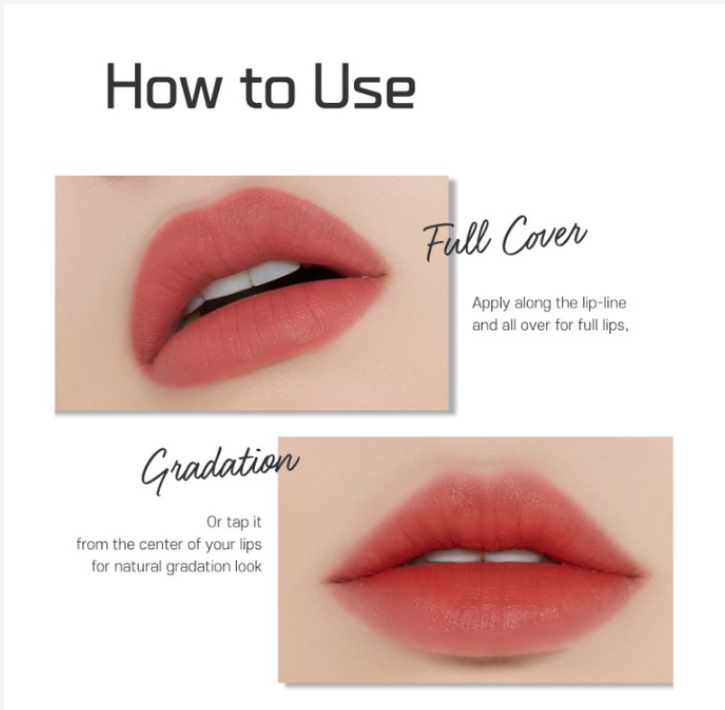 How to Use
Full Cover
Apply along the lip-line
and all over for full lips,
Gradation
Or tap it
from the center of your lips
for natural gradation look